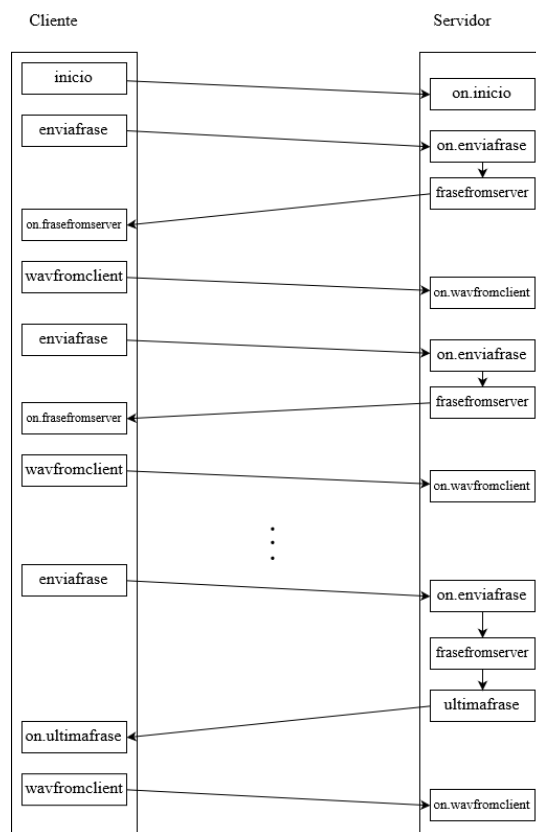 Cliente
Servidor
inicio
on.inicio
enviafrase
on.enviafrase
frasefromserver
on.frasefromserver
wavfromclient
on.wavfromclient
enviafrase
on.enviafrase
frasefromserver
on.frasefromserver
wavfromclient
on.wavfromclient
enviafrase
on.enviafrase
frasefromserver
ultimafrase
on.ultimafrase
wavfromclient
on.wavfromclient